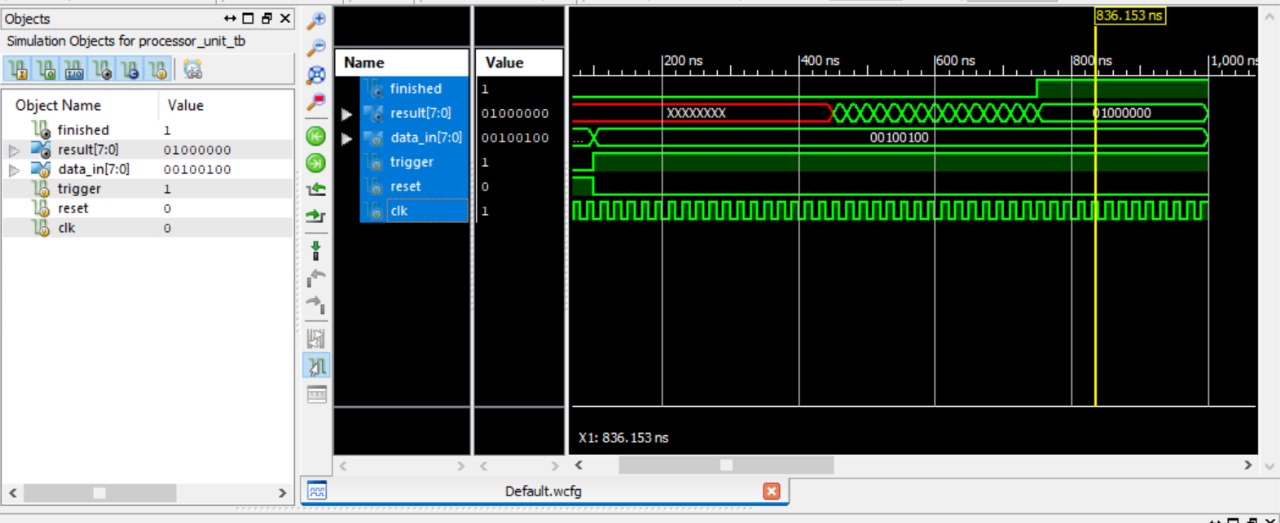 Objects
Simulation Objects for processor_unit_tb
Object Name Value
finished 1
result[7:0] 01000000
data_in[7:0] 00100100
trigger 1
reset 0
clk 0
Name Value
finished 1
result[7:0] 01000000
data_in[7:0] 00100100
trigger 1
reset 0
clk 1
836.153 ns
200 ns 400 ns 600 ns 800 ns 1,000 ns
XXXXXXXX 01000000
... 00100100
X1: 836.153 ns
Default.wcfg